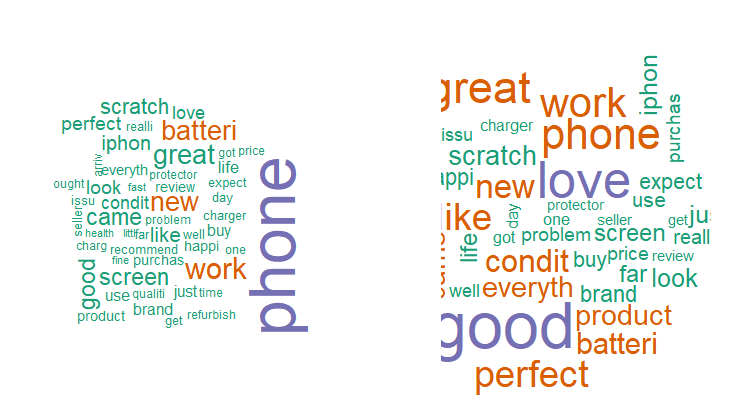 scratch love
perfect realli batteri
iphon great got price
arriv everyth protector life
ought look fast review expect
issu condit new day
seller came problem charger
health little far like well buy
charg recommend happi one
fine purchas work
good screen
use qualiti just time
product brand get refurbish
phone
great work iphon
issu charger phone purchas
scratch
appi new love expect
like day protector use
one seller get jus
life got problem screen reall
condit buy price review
well everyth far look
brand
good product
batteri
perfect